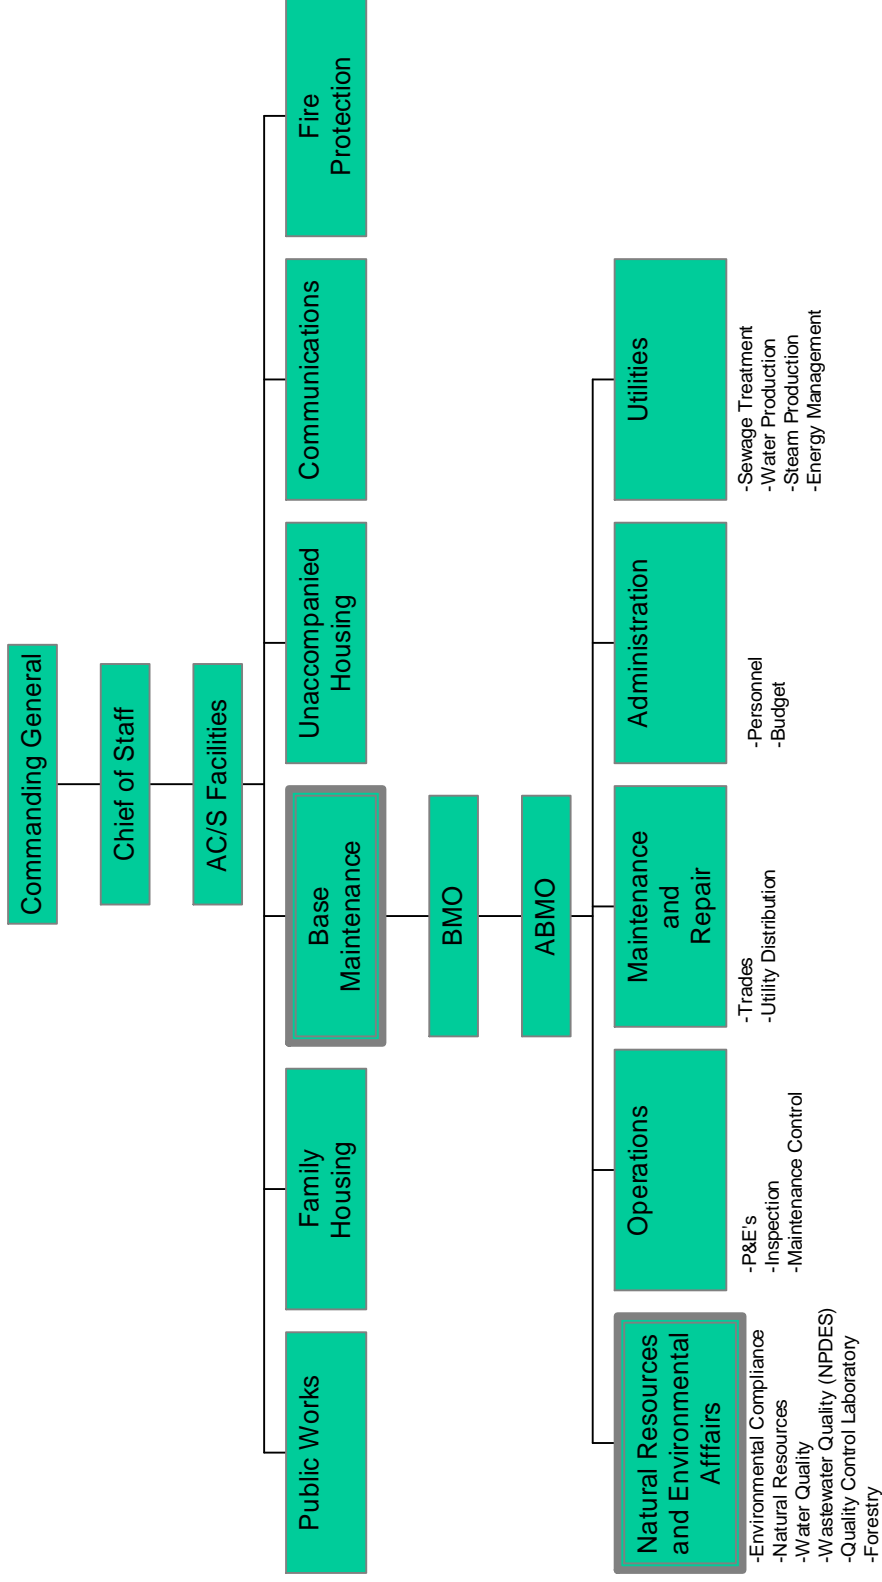 Commanding General
Chief of Staff
AC/S Facilities
Public Works
Family
Housing
Base
Maintenance
Unaccompanied
Housing
Communications
Fire
Protection
BMO
ABMO
Natural Resources
and Environmental
Afffairs
-Environmental Compliance
-Natural Resources
-Water Quality
-Wastewater Quality (NPDES)
-Quality Control Laboratory
-Forestry
Operations
-P&E's
-Inspection
-Maintenance Control
Maintenance
and
Repair
-Trades
-Utility Distribution
Administration
-Personnel
-Budget
Utilities
-Sewage Treatment
-Water Production
-Steam Production
-Energy Management